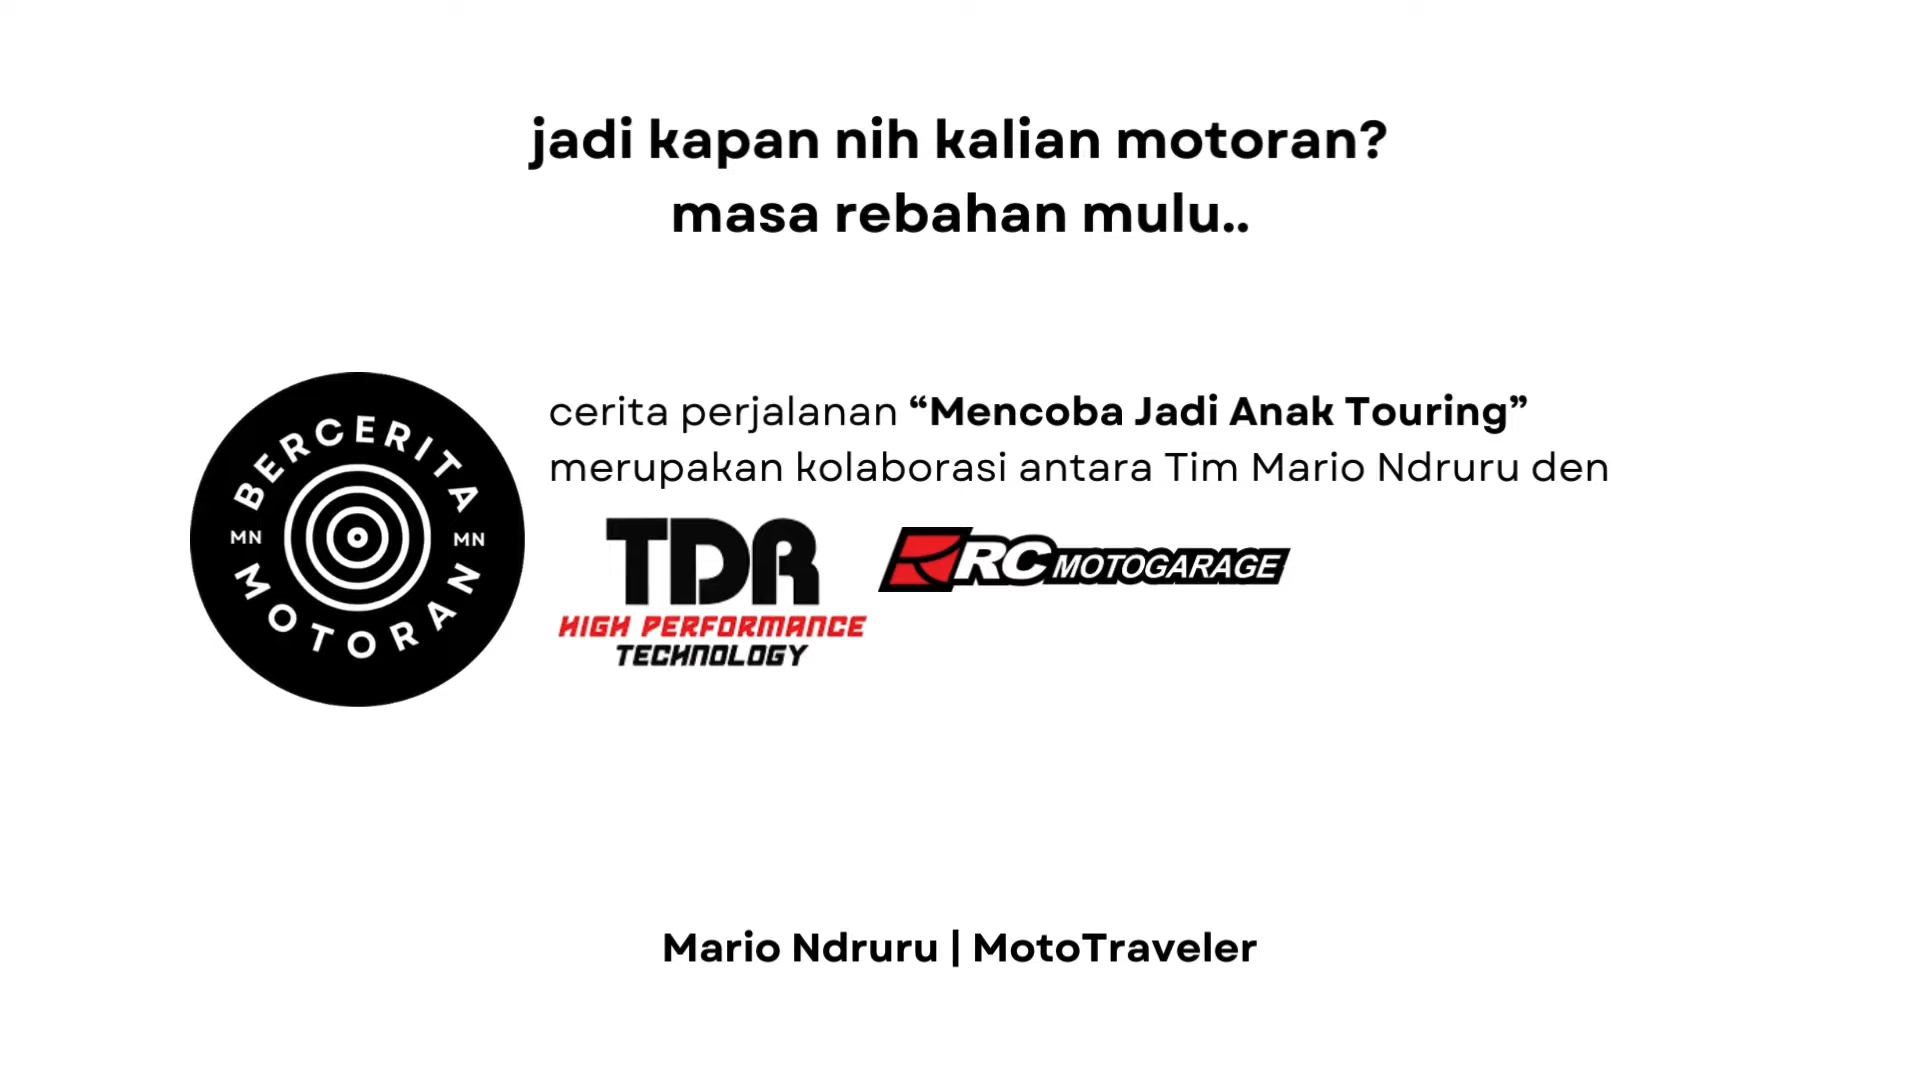 jadi kapan nih kalian motoran?
masa rebahan mulu..
BERCERITA
MN
MN
MOTORAN
cerita perjalanan “Mencoba Jadi Anak Touring”
merupakan kolaborasi antara Tim Mario Ndruru den
TDR
HIGH PERFORMANCE
TECHNOLOGY
RC MOTOGARAGE
Mario Ndruru | MotoTraveler